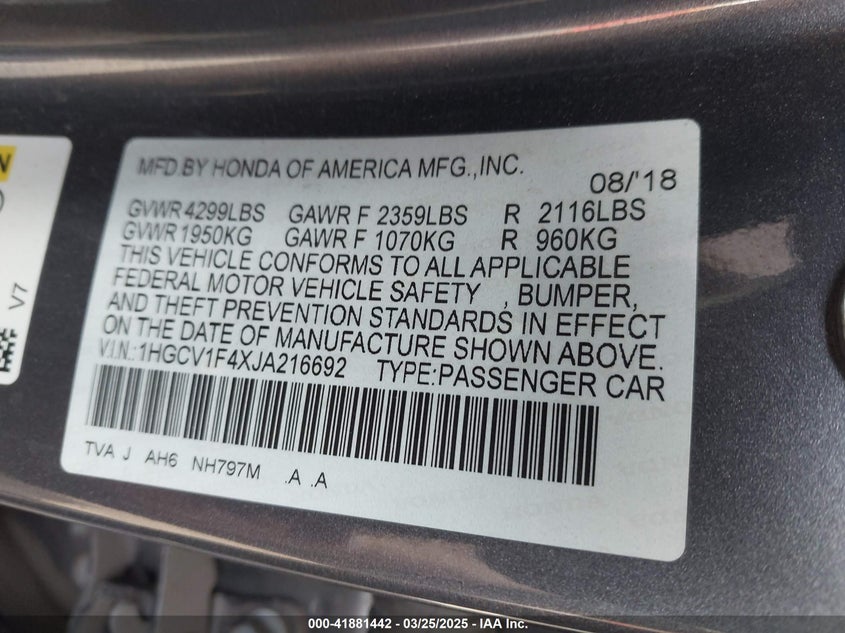 N
V7
MFD.BY HONDA OF AMERICA MFG.,INC.
08/'18
GVWR 4299LBS GAWR F 2359LBS R 2116LBS
GVWR 1950KG GAWR F 1070KG R 960KG
THIS VEHICLE CONFORMS TO ALL APPLICABLE
FEDERAL MOTOR VEHICLE SAFETY , BUMPER,
AND THEFT PREVENTION STANDARDS IN EFFECT
ON THE DATE OF MANUFACTURE SHOWN ABOVE.
V.I.N.:1HGCV1F4XJA216692 TYPE:PASSENGER CAR
TVA J AH6 NH797M .A .A
000-41881442 — 03/25/2025 — IAA Inc.